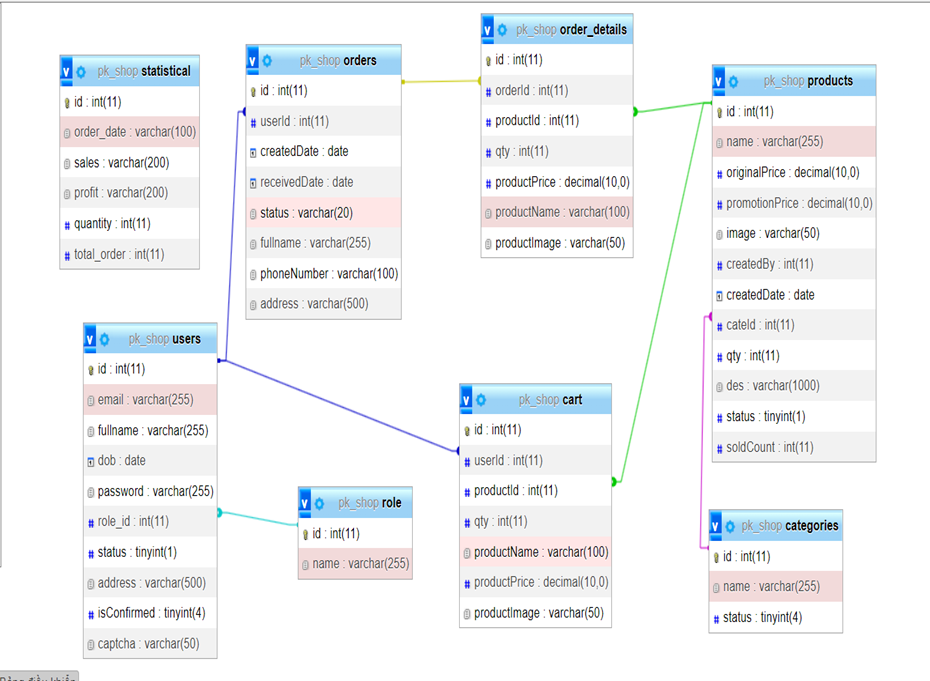 pk_shop statistical
id : int(11)
order_date : varchar(100)
sales : varchar(200)
profit : varchar(200)
quantity : int(11)
total_order : int(11)
pk_shop orders
id : int(11)
userId : int(11)
createdDate : date
receivedDate : date
status : varchar(20)
fullname : varchar(255)
phoneNumber : varchar(100)
address : varchar(500)
pk_shop order_details
id : int(11)
orderId : int(11)
productId : int(11)
qty : int(11)
productPrice : decimal(10,0)
productName : varchar(100)
productImage : varchar(50)
pk_shop products
id : int(11)
name : varchar(255)
originalPrice : decimal(10,0)
promotionPrice : decimal(10,0)
image : varchar(50)
createdBy : int(11)
createdDate : date
cateId : int(11)
qty : int(11)
des : varchar(1000)
status : tinyint(1)
soldCount : int(11)
pk_shop users
id : int(11)
email : varchar(255)
fullname : varchar(255)
dob : date
password : varchar(255)
role_id : int(11)
status : tinyint(1)
address : varchar(500)
isConfirmed : tinyint(4)
captcha : varchar(50)
pk_shop role
id : int(11)
name : varchar(255)
pk_shop cart
id : int(11)
userId : int(11)
productId : int(11)
qty : int(11)
productName : varchar(100)
productPrice : decimal(10,0)
productImage : varchar(50)
pk_shop categories
id : int(11)
name : varchar(255)
status : tinyint(4)